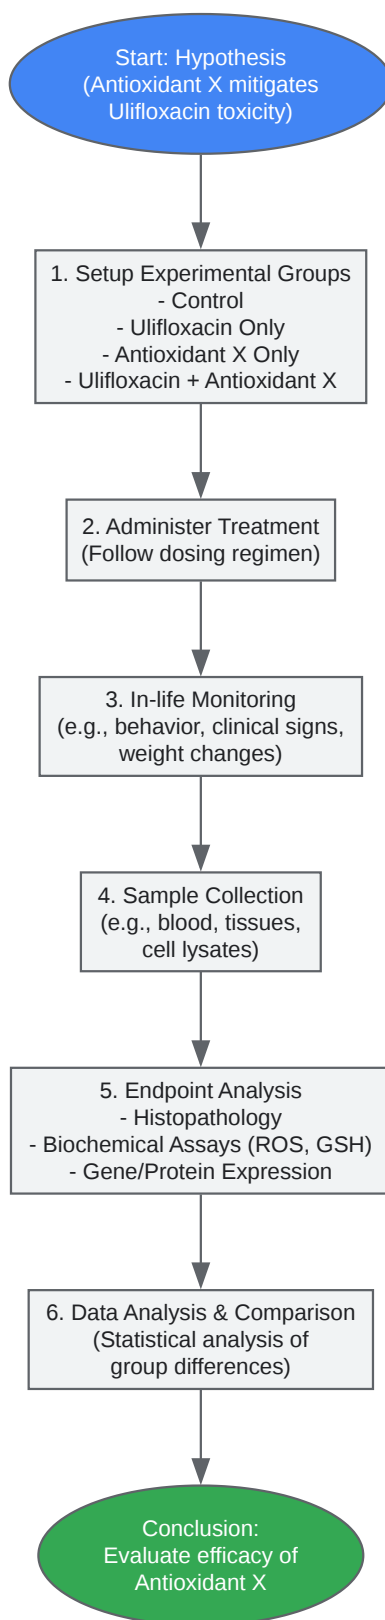 Start: Hypothesis
(Antioxidant X mitigates
Ulifloxacin toxicity)
1. Setup Experimental Groups
- Control
- Ulifloxacin Only
- Antioxidant X Only
- Ulifloxacin + Antioxidant X
2. Administer Treatment
(Follow dosing regimen)
3. In-life Monitoring
(e.g., behavior, clinical signs,
weight changes)
4. Sample Collection
(e.g., blood, tissues,
cell lysates)
5. Endpoint Analysis
- Histopathology
- Biochemical Assays (ROS, GSH)
- Gene/Protein Expression
6. Data Analysis & Comparison
(Statistical analysis of
group differences)
Conclusion:
Evaluate efficacy of
Antioxidant X